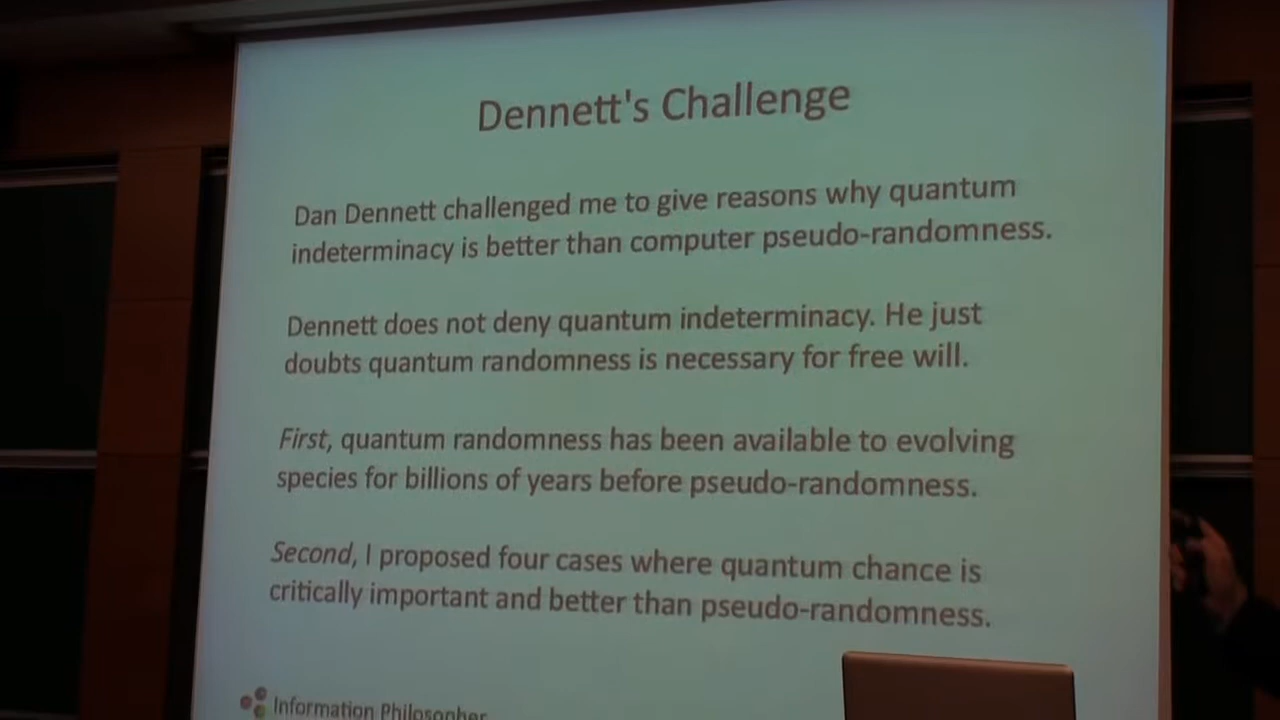 Dennett's Challenge
Dan Dennett challenged me to give reasons why quantum
indeterminacy is better than computer pseudo-randomness.
Dennett does not deny quantum indeterminacy. He just
doubts quantum randomness is necessary for free will.
First, quantum randomness has been available to evolving
species for billions of years before pseudo-randomness.
Second, I proposed four cases where quantum chance is
critically important and better than pseudo-randomness.
Information Philosopher